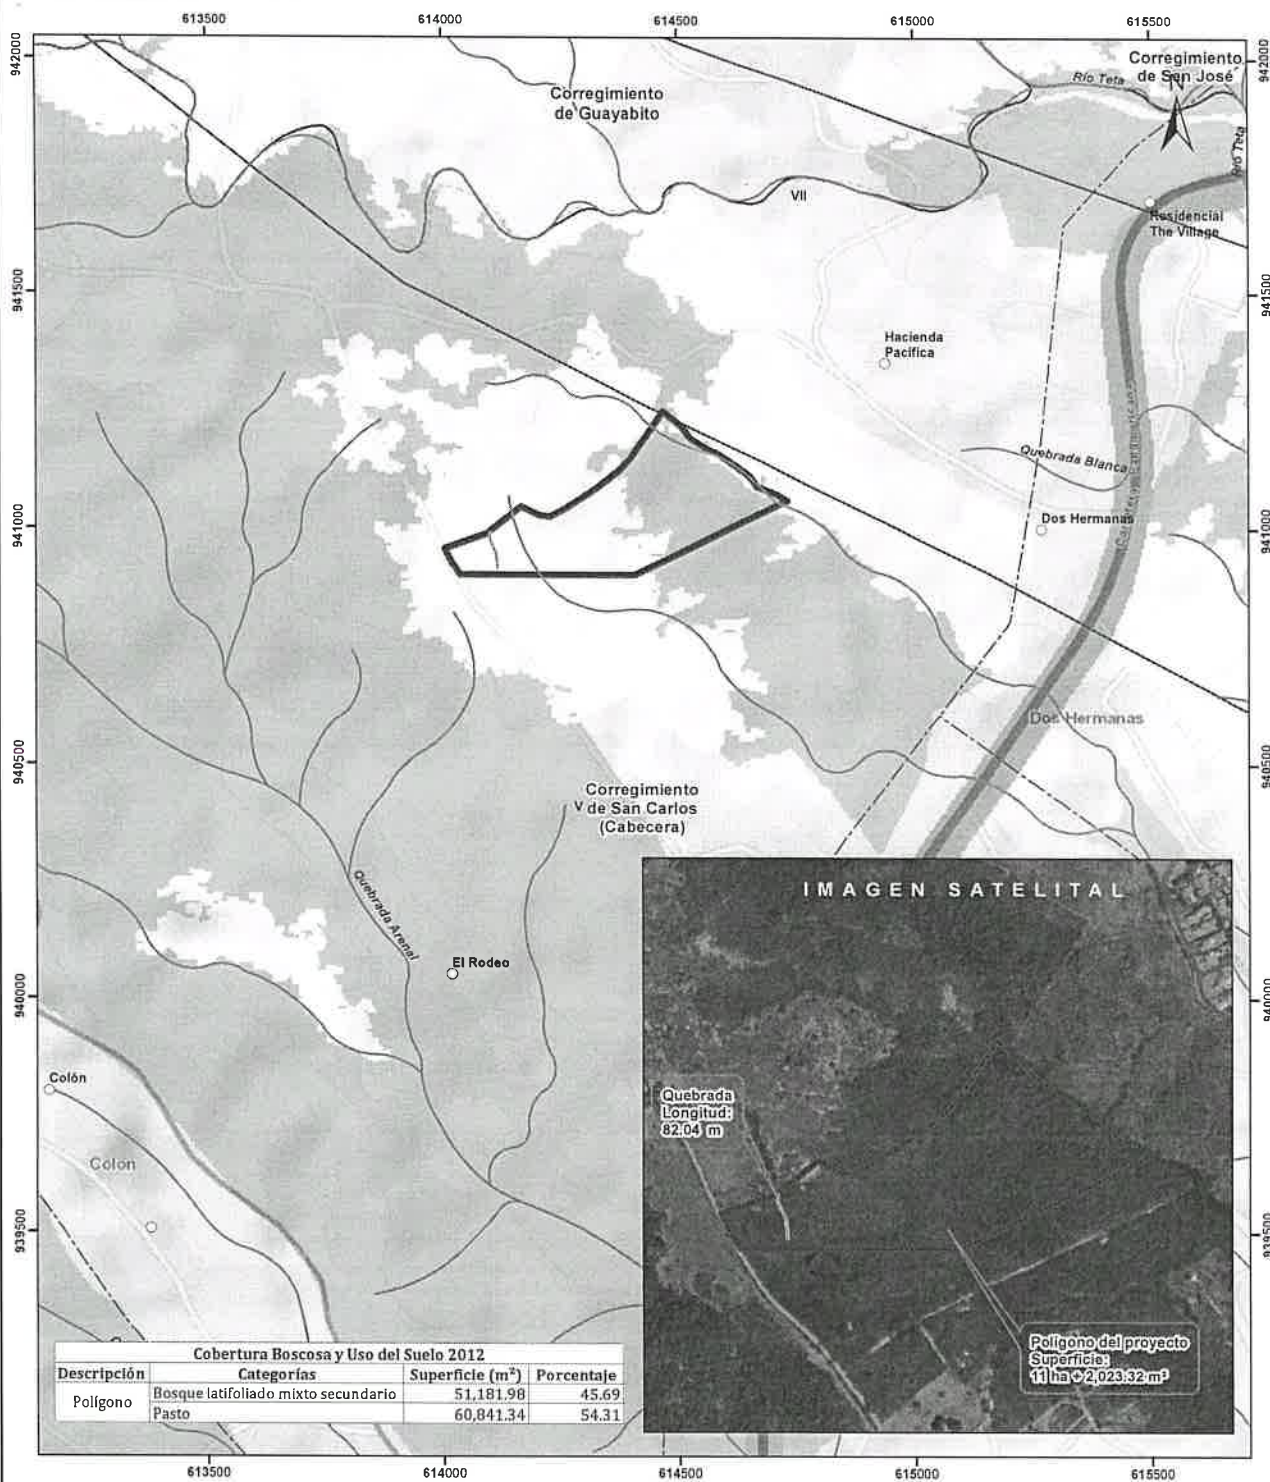 613500 614000 614500 615000 615500
942000
942000
Corregimiento
de San José
N
Río Teta
Río Teta
Corregimiento
de Guayabito
VII
Residencial
The Village
941500
941500
Hacienda
Pacífica
Quebrada Blanca
Dos Hermanas
941000
941000
Dos Hermanas
940500
940500
Corregimiento
V de San Carlos
(Cabecera)
Quebrada Arenal
El Rodeo
940000
940000
IMAGEN SATELITAL
Quebrada
Longitud:
82.04 m
Colón
Colon
939500
939500
Polígono del proyecto
Superficie:
11 ha + 2,023.32 m²
Cobertura Boscosa y Uso del Suelo 2012
Descripción Categorías Superficie (m²) Porcentaje
Polígono Bosque latifoliado mixto secundario 51,181.98 45.69
Pasto 60,841.34 54.31
613500 614000 614500 615000 615500